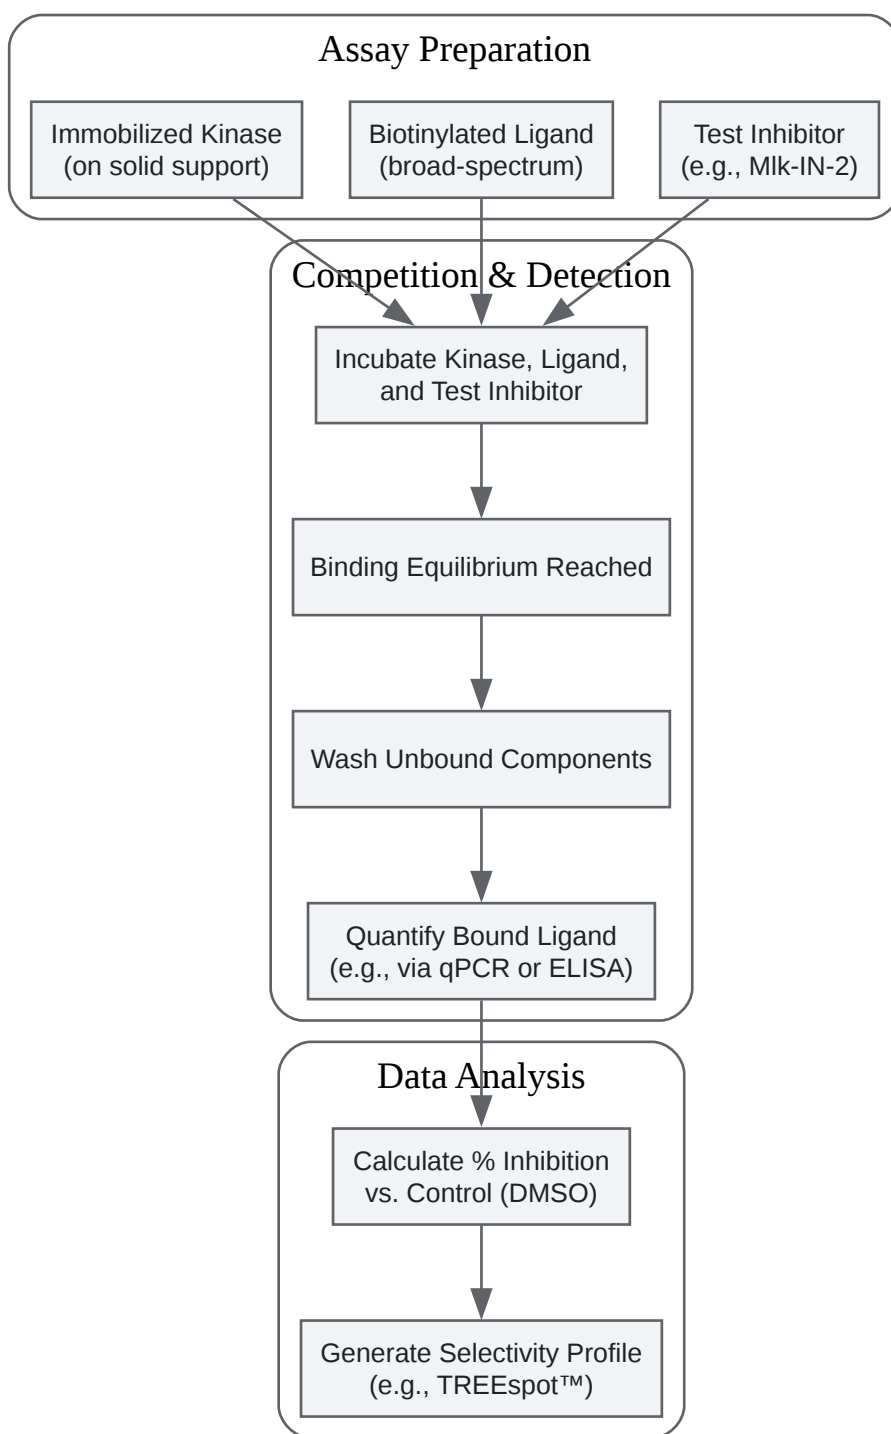 Assay Preparation
Immobilized Kinase
(on solid support)
Biotinylated Ligand
(broad-spectrum)
Test Inhibitor
(e.g., Mlk-IN-2)
Competition & Detection
Incubate Kinase, Ligand,
and Test Inhibitor
Binding Equilibrium Reached
Wash Unbound Components
Quantify Bound Ligand
(e.g., via qPCR or ELISA)
Data Analysis
Calculate % Inhibition
vs. Control (DMSO)
Generate Selectivity Profile
(e.g., TREEspot™)